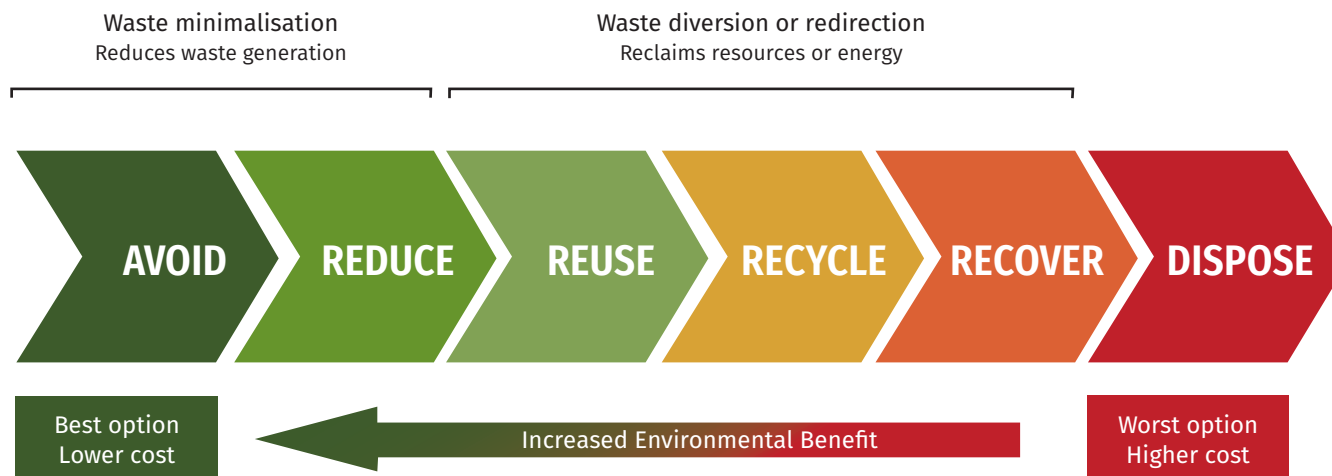 Waste minimalisation
Reduces waste generation
Waste diversion or redirection
Reclaims resources or energy
AVOID
REDUCE
REUSE
RECYCLE
RECOVER
DISPOSE
Best option
Lower cost
Increased Environmental Benefit
Worst option
Higher cost